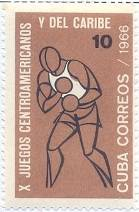 X JUEGOS CENTROAMERICANOS
Y DEL CARIBE
10
CUBA CORREOS / 1966